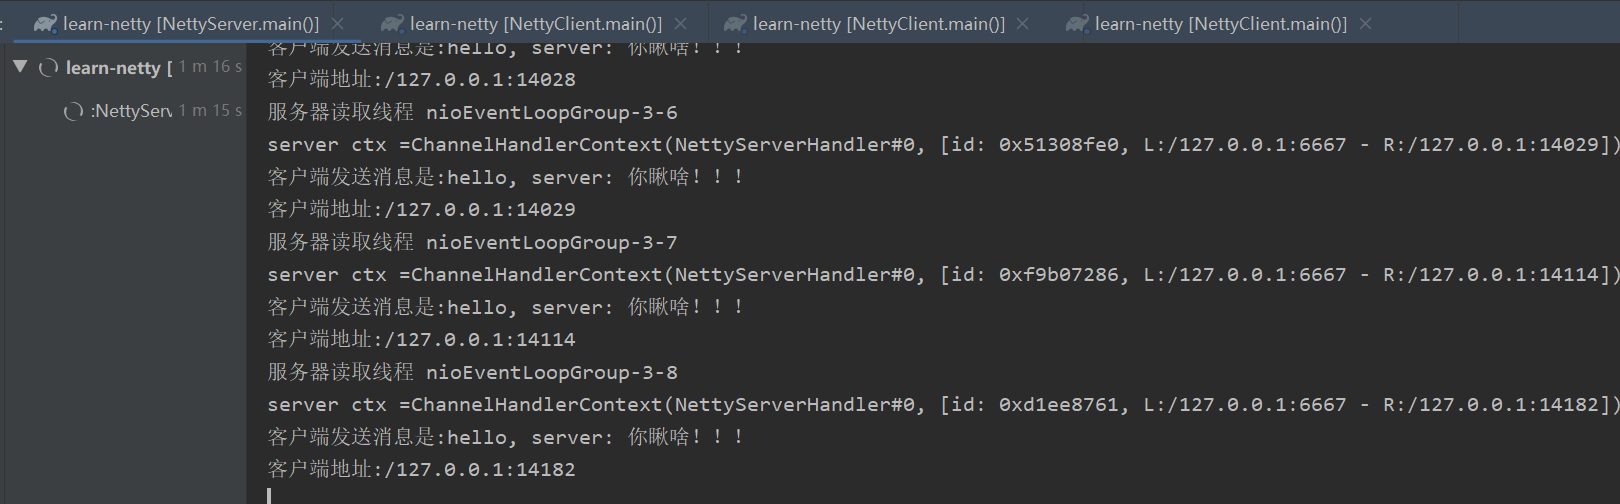 : learn-netty [NettyServer.main()] × learn-netty [NettyClient.main()] × learn-netty [NettyClient.main()] × learn-netty [NettyClient.main()] ×
learn-netty [ 1 m 16 s
:NettyServ 1 m 15 s
客户端发送消息是:hello, server: 你瞅啥!!!
客户端地址:/127.0.0.1:14028
服务器读取线程 nioEventLoopGroup-3-6
server ctx =ChannelHandlerContext(NettyServerHandler#0, [id: 0x51308fe0, L:/127.0.0.1:6667 - R:/127.0.0.1:14029])
客户端发送消息是:hello, server: 你瞅啥!!!
客户端地址:/127.0.0.1:14029
服务器读取线程 nioEventLoopGroup-3-7
server ctx =ChannelHandlerContext(NettyServerHandler#0, [id: 0xf9b07286, L:/127.0.0.1:6667 - R:/127.0.0.1:14114])
客户端发送消息是:hello, server: 你瞅啥!!!
客户端地址:/127.0.0.1:14114
服务器读取线程 nioEventLoopGroup-3-8
server ctx =ChannelHandlerContext(NettyServerHandler#0, [id: 0xd1ee8761, L:/127.0.0.1:6667 - R:/127.0.0.1:14182])
客户端发送消息是:hello, server: 你瞅啥!!!
客户端地址:/127.0.0.1:14182